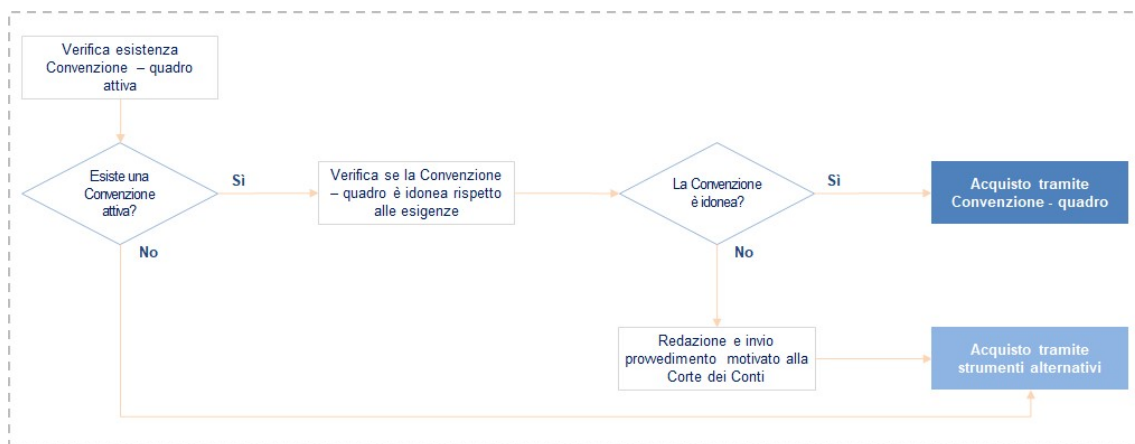 Verifica esistenza
Convenzione – quadro
attiva
Esiste una
Convenzione
attiva?
Sì
Verifica se la Convenzione
– quadro è idonea rispetto
alle esigenze
La Convenzione
è idonea?
Sì
Acquisto tramite
Convenzione - quadro
No
No
Redazione e invio
provvedimento motivato alla
Corte dei Conti
Acquisto tramite
strumenti alternativi